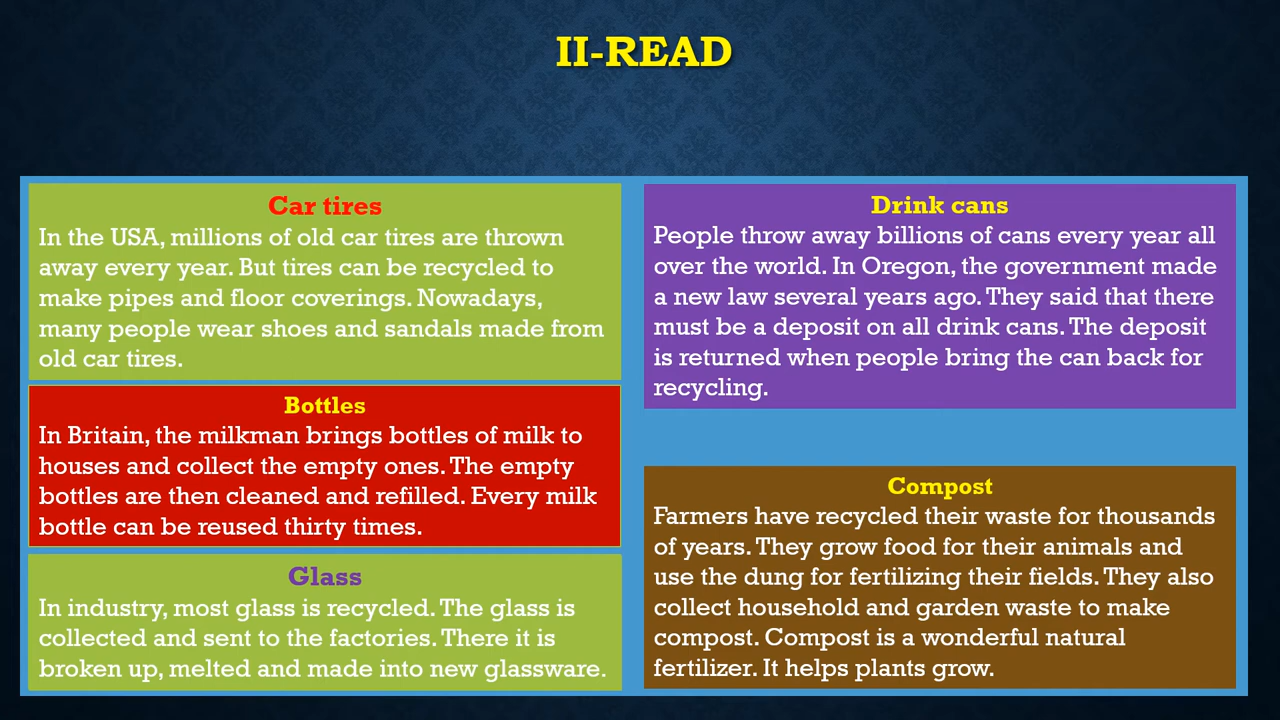 II-READ
Car tires
In the USA, millions of old car tires are thrown
away every year. But tires can be recycled to
make pipes and floor coverings. Nowadays,
many people wear shoes and sandals made from
old car tires.
Bottles
In Britain, the milkman brings bottles of milk to
houses and collect the empty ones. The empty
bottles are then cleaned and refilled. Every milk
bottle can be reused thirty times.
Glass
In industry, most glass is recycled. The glass is
collected and sent to the factories. There it is
broken up, melted and made into new glassware.
Drink cans
People throw away billions of cans every year all
over the world. In Oregon, the government made
a new law several years ago. They said that there
must be a deposit on all drink cans. The deposit
is returned when people bring the can back for
recycling.
Compost
Farmers have recycled their waste for thousands
of years. They grow food for their animals and
use the dung for fertilizing their fields. They also
collect household and garden waste to make
compost. Compost is a wonderful natural
fertilizer. It helps plants grow.